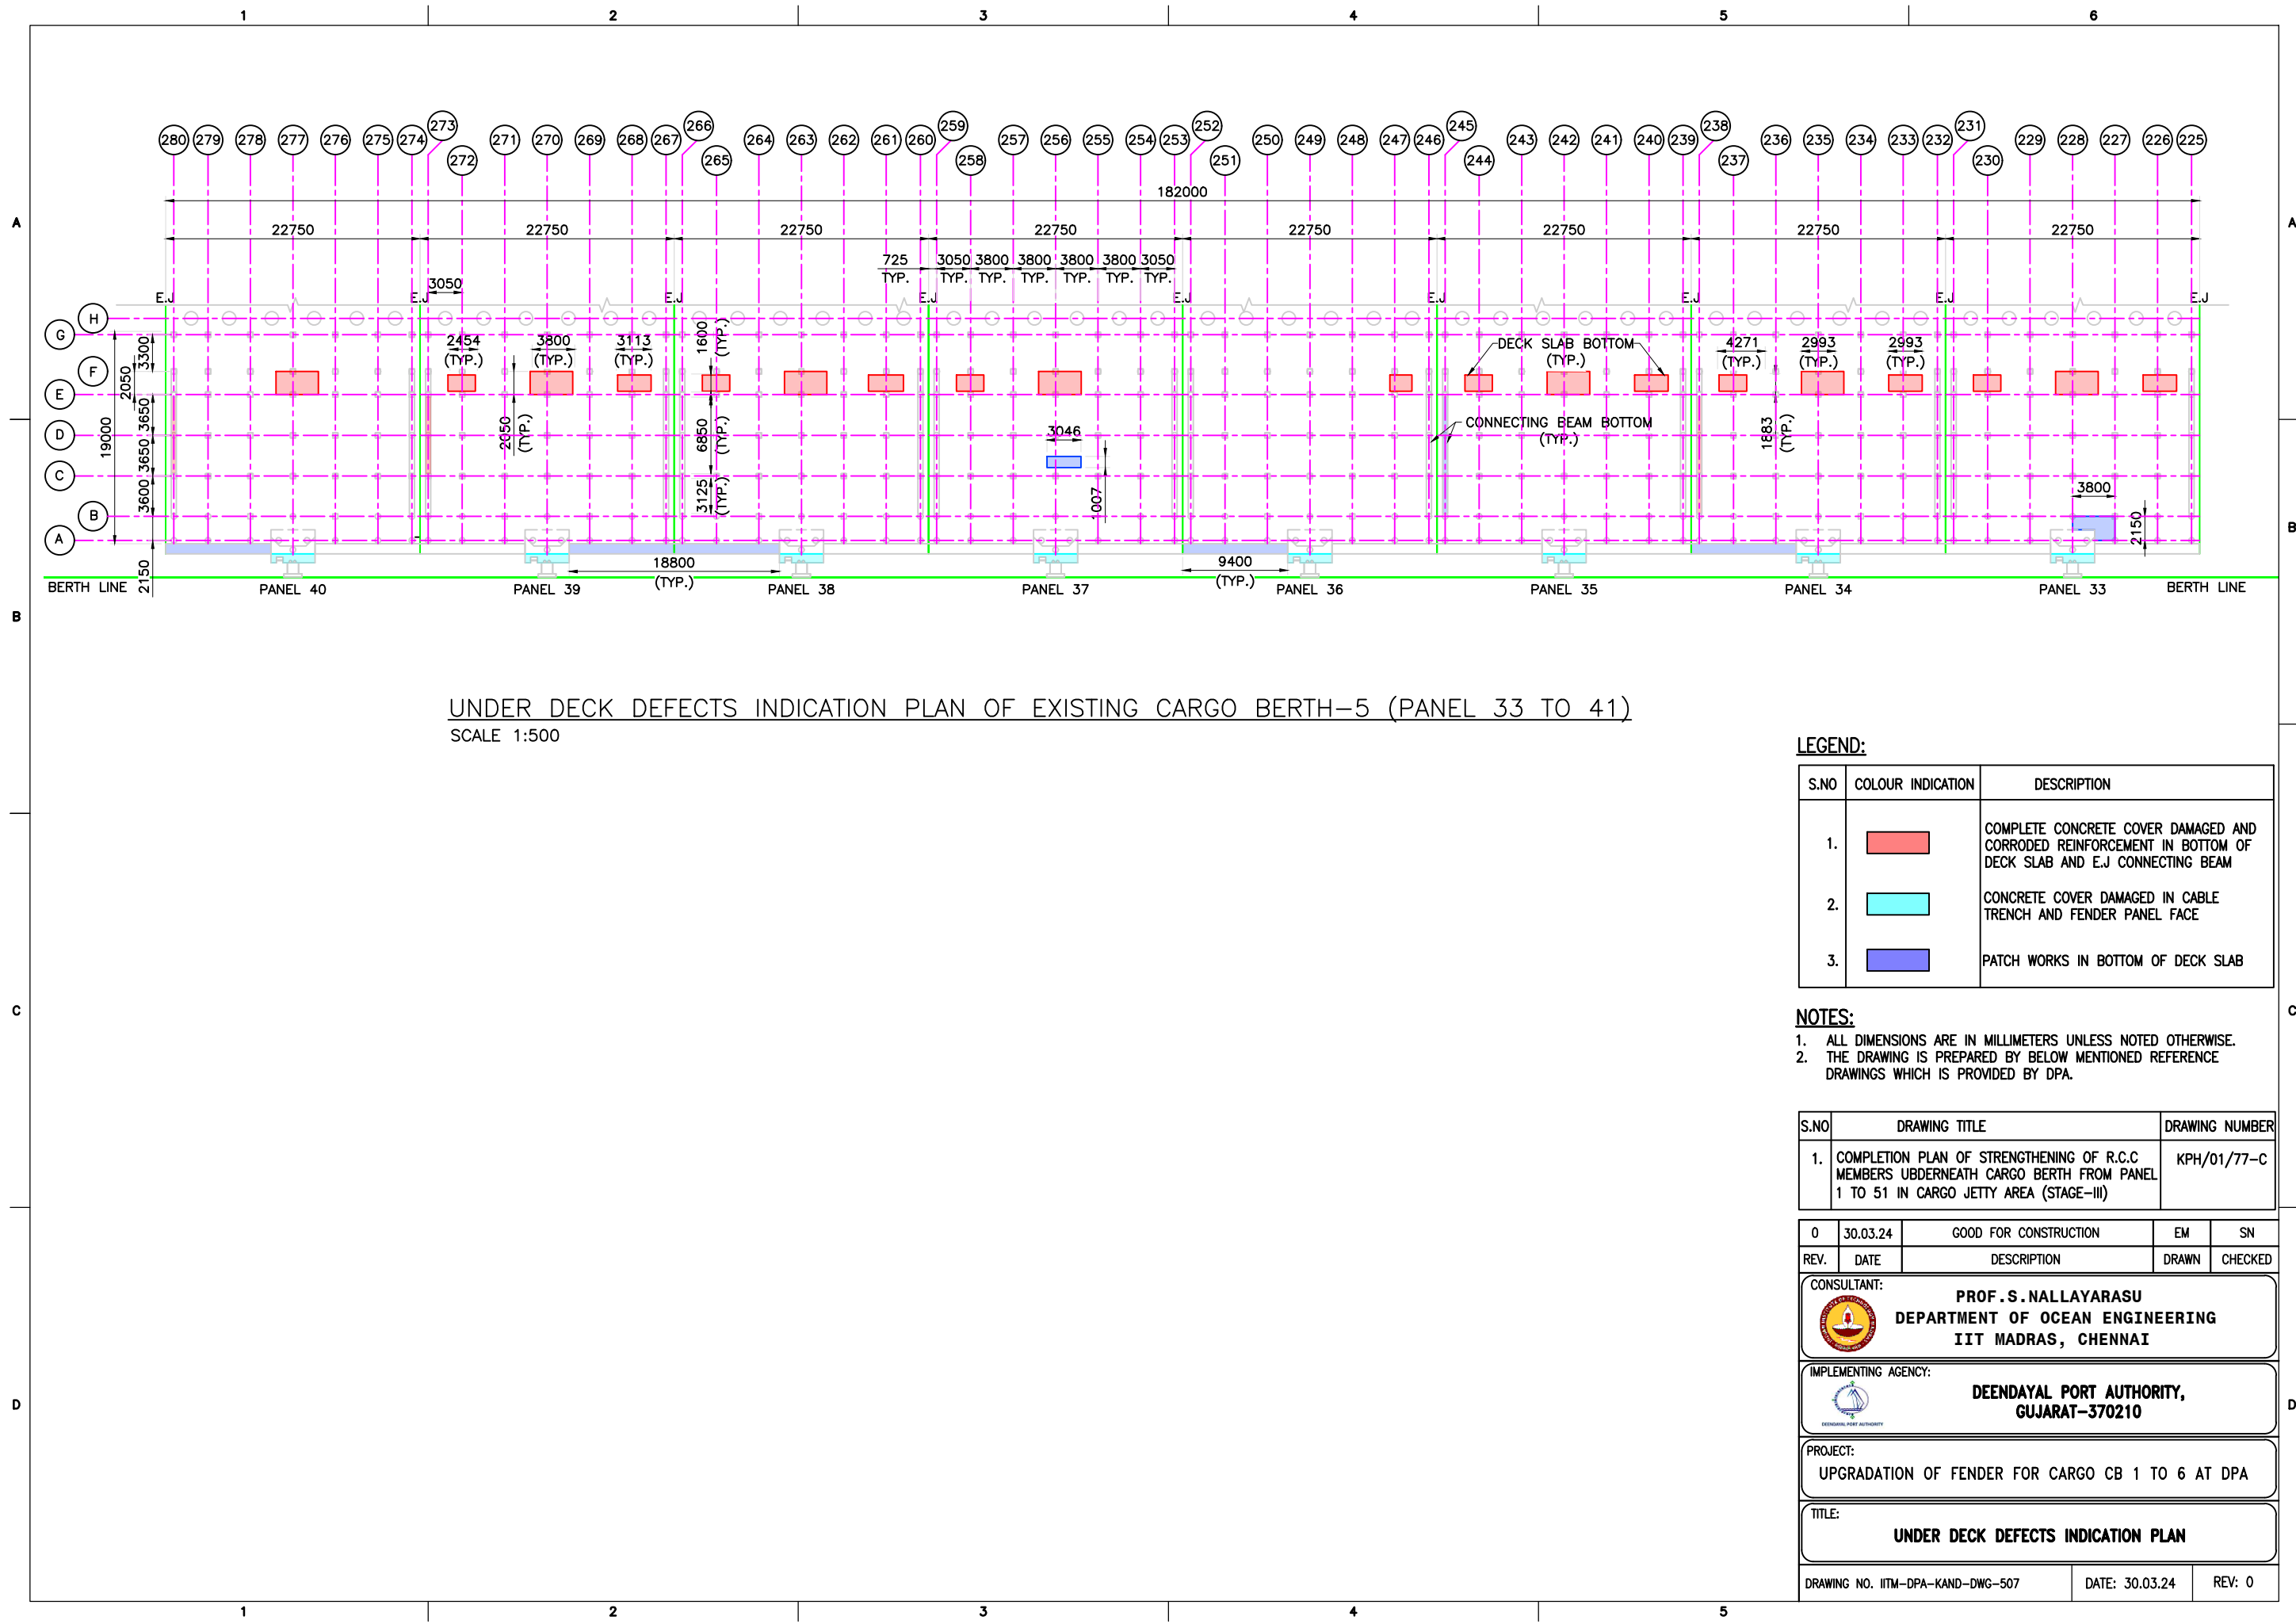 1 2 3 4 5 6
280 279 278 277 276 275 274 273 272 271 270 269 268 267 266 265 264 263 262 261 260 259 258 257 256 255 254 253 252 251 250 249 248 247 246 245 244 243 242 241 240 239 238 237 236 235 234 233 232 231 230 229 228 227 226 225
182000
A A
22750 22750 22750 22750 22750 22750 22750 22750
725 3050 3800 3800 3800 3800 3050
TYP. TYP. TYP. TYP. TYP. TYP. TYP.
3050
E.J E.J E.J E.J E.J E.J E.J E.J
H
G
F
E
D
C
B
A
3300
2050
3650
3650
19000
3600
2150
2454
(TYP.)
3800
(TYP.)
3113
(TYP.)
1600
(TYP.)
2050
(TYP.)
6850
(TYP.)
3125
(TYP.)
3046
1007
DECK SLAB BOTTOM
(TYP.)
CONNECTING BEAM BOTTOM
(TYP.)
4271
(TYP.)
2993
(TYP.)
2993
(TYP.)
1883
(TYP.)
3800
2150
B
18800
(TYP.)
9400
(TYP.)
BERTH LINE PANEL 40 PANEL 39 PANEL 38 PANEL 37 PANEL 36 PANEL 35 PANEL 34 PANEL 33 BERTH LINE
B
UNDER DECK DEFECTS INDICATION PLAN OF EXISTING CARGO BERTH-5 (PANEL 33 TO 41)
SCALE 1:500
LEGEND:
S.NO COLOUR INDICATION DESCRIPTION
1. COMPLETE CONCRETE COVER DAMAGED AND
CORRODED REINFORCEMENT IN BOTTOM OF
DECK SLAB AND E.J CONNECTING BEAM
2. CONCRETE COVER DAMAGED IN CABLE
TRENCH AND FENDER PANEL FACE
3. PATCH WORKS IN BOTTOM OF DECK SLAB
C C
NOTES:
1. ALL DIMENSIONS ARE IN MILLIMETERS UNLESS NOTED OTHERWISE.
2. THE DRAWING IS PREPARED BY BELOW MENTIONED REFERENCE
DRAWINGS WHICH IS PROVIDED BY DPA.
S.NO DRAWING TITLE DRAWING NUMBER
1. COMPLETION PLAN OF STRENGTHENING OF R.C.C KPH/01/77-C
MEMBERS UBDERNEATH CARGO BERTH FROM PANEL
1 TO 51 IN CARGO JETTY AREA (STAGE-III)
0 30.03.24 GOOD FOR CONSTRUCTION EM SN
REV. DATE DESCRIPTION DRAWN CHECKED
CONSULTANT:
PROF.S.NALLAYARASU
DEPARTMENT OF OCEAN ENGINEERING
IIT MADRAS, CHENNAI
IMPLEMENTING AGENCY:
DEENDAYAL PORT AUTHORITY
DEENDAYAL PORT AUTHORITY,
GUJARAT-370210
D D
PROJECT:
UPGRADATION OF FENDER FOR CARGO CB 1 TO 6 AT DPA
TITLE:
UNDER DECK DEFECTS INDICATION PLAN
DRAWING NO. IITM-DPA-KAND-DWG-507 DATE: 30.03.24 REV: 0
1 2 3 4 5